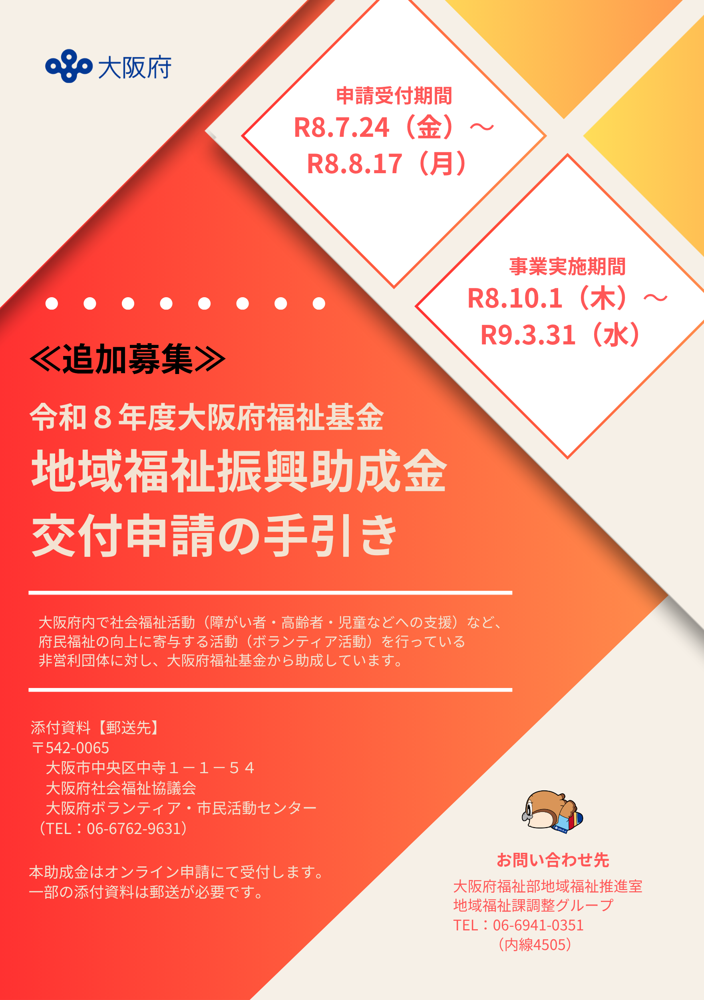 大阪府
申請受付期間
R8.7.24（金）～
R8.8.17（月）
事業実施期間
R8.10.1（木）～
R9.3.31（水）
≪追加募集≫
令和８年度大阪府福祉基金
地域福祉振興助成金
交付申請の手引き
大阪府内で社会福祉活動（障がい者・高齢者・児童などへの支援）など、
府民福祉の向上に寄与する活動（ボランティア活動）を行っている
非営利団体に対し、大阪府福祉基金から助成しています。
添付資料【郵送先】
〒542-0065
大阪市中央区中寺１－１－５４
大阪府社会福祉協議会
大阪府ボランティア・市民活動センター
（TEL：06-6762-9631）
本助成金はオンライン申請にて受付します。
一部の添付資料は郵送が必要です。
お問い合わせ先
大阪府福祉部地域福祉推進室
地域福祉課調整グループ
TEL：06-6941-0351
（内線4505）